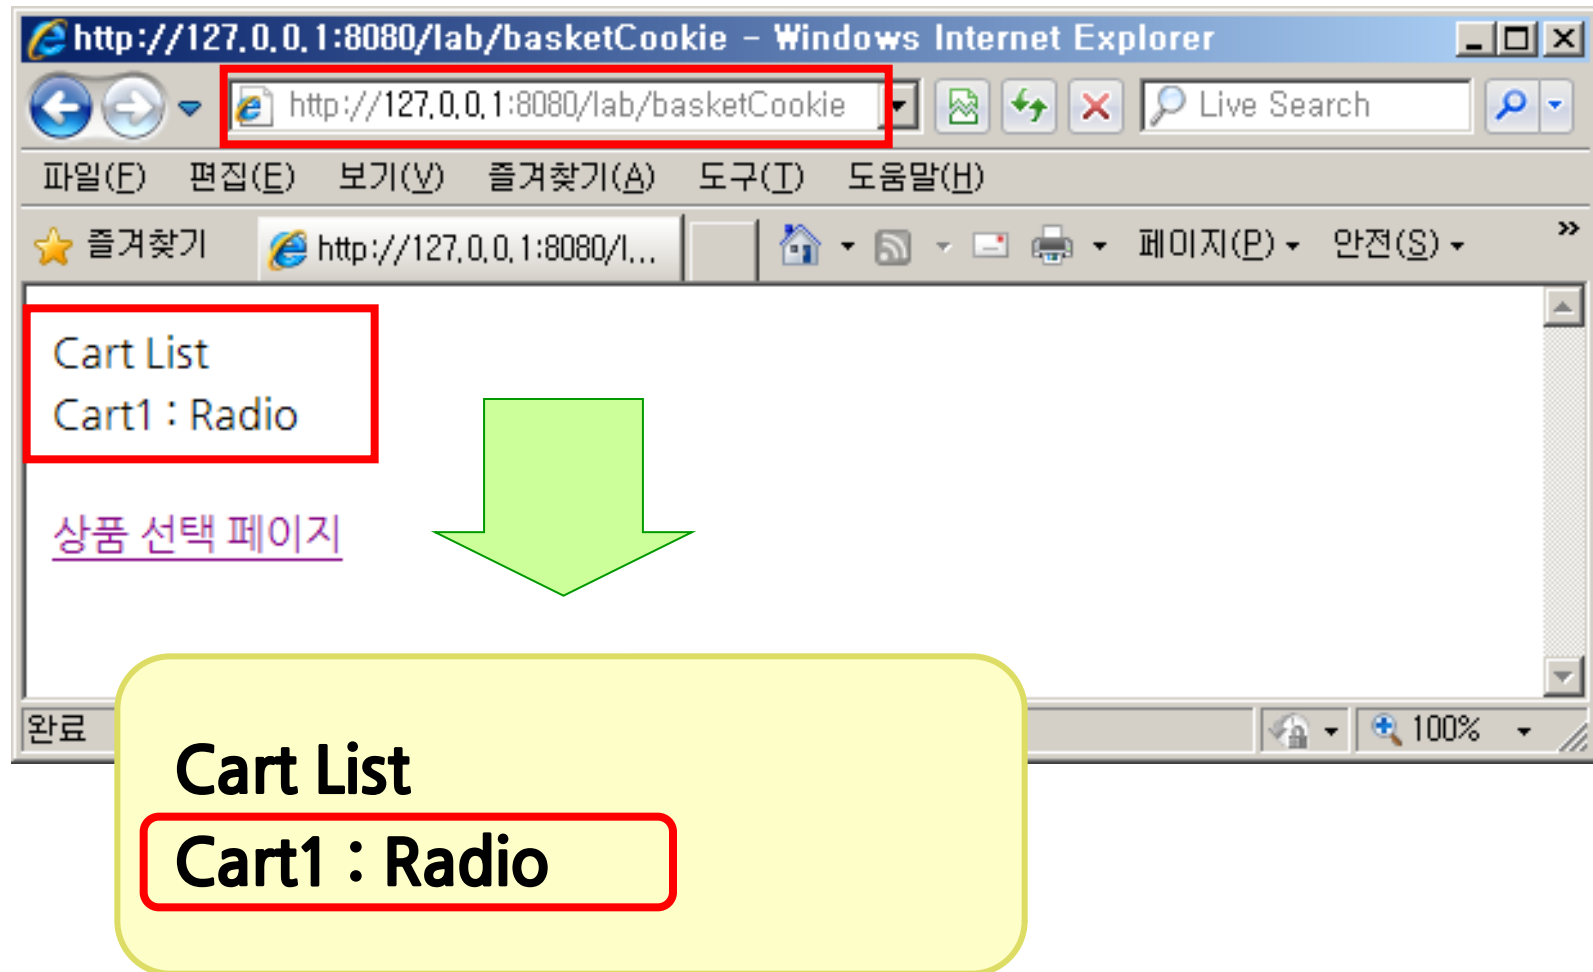 http://127.0.0.1:8080/lab/basketCookie - Windows Internet Explorer
http://127.0.0.1:8080/lab/basketCookie Live Search
파일(F) 편집(E) 보기(V) 즐겨찾기(A) 도구(T) 도움말(H)
즐겨찾기 http://127.0.0.1:8080/l... 페이지(P) 안전(S) »
Cart List
Cart1 : Radio
상품 선택 페이지
완료 100%
Cart List
Cart1 : Radio